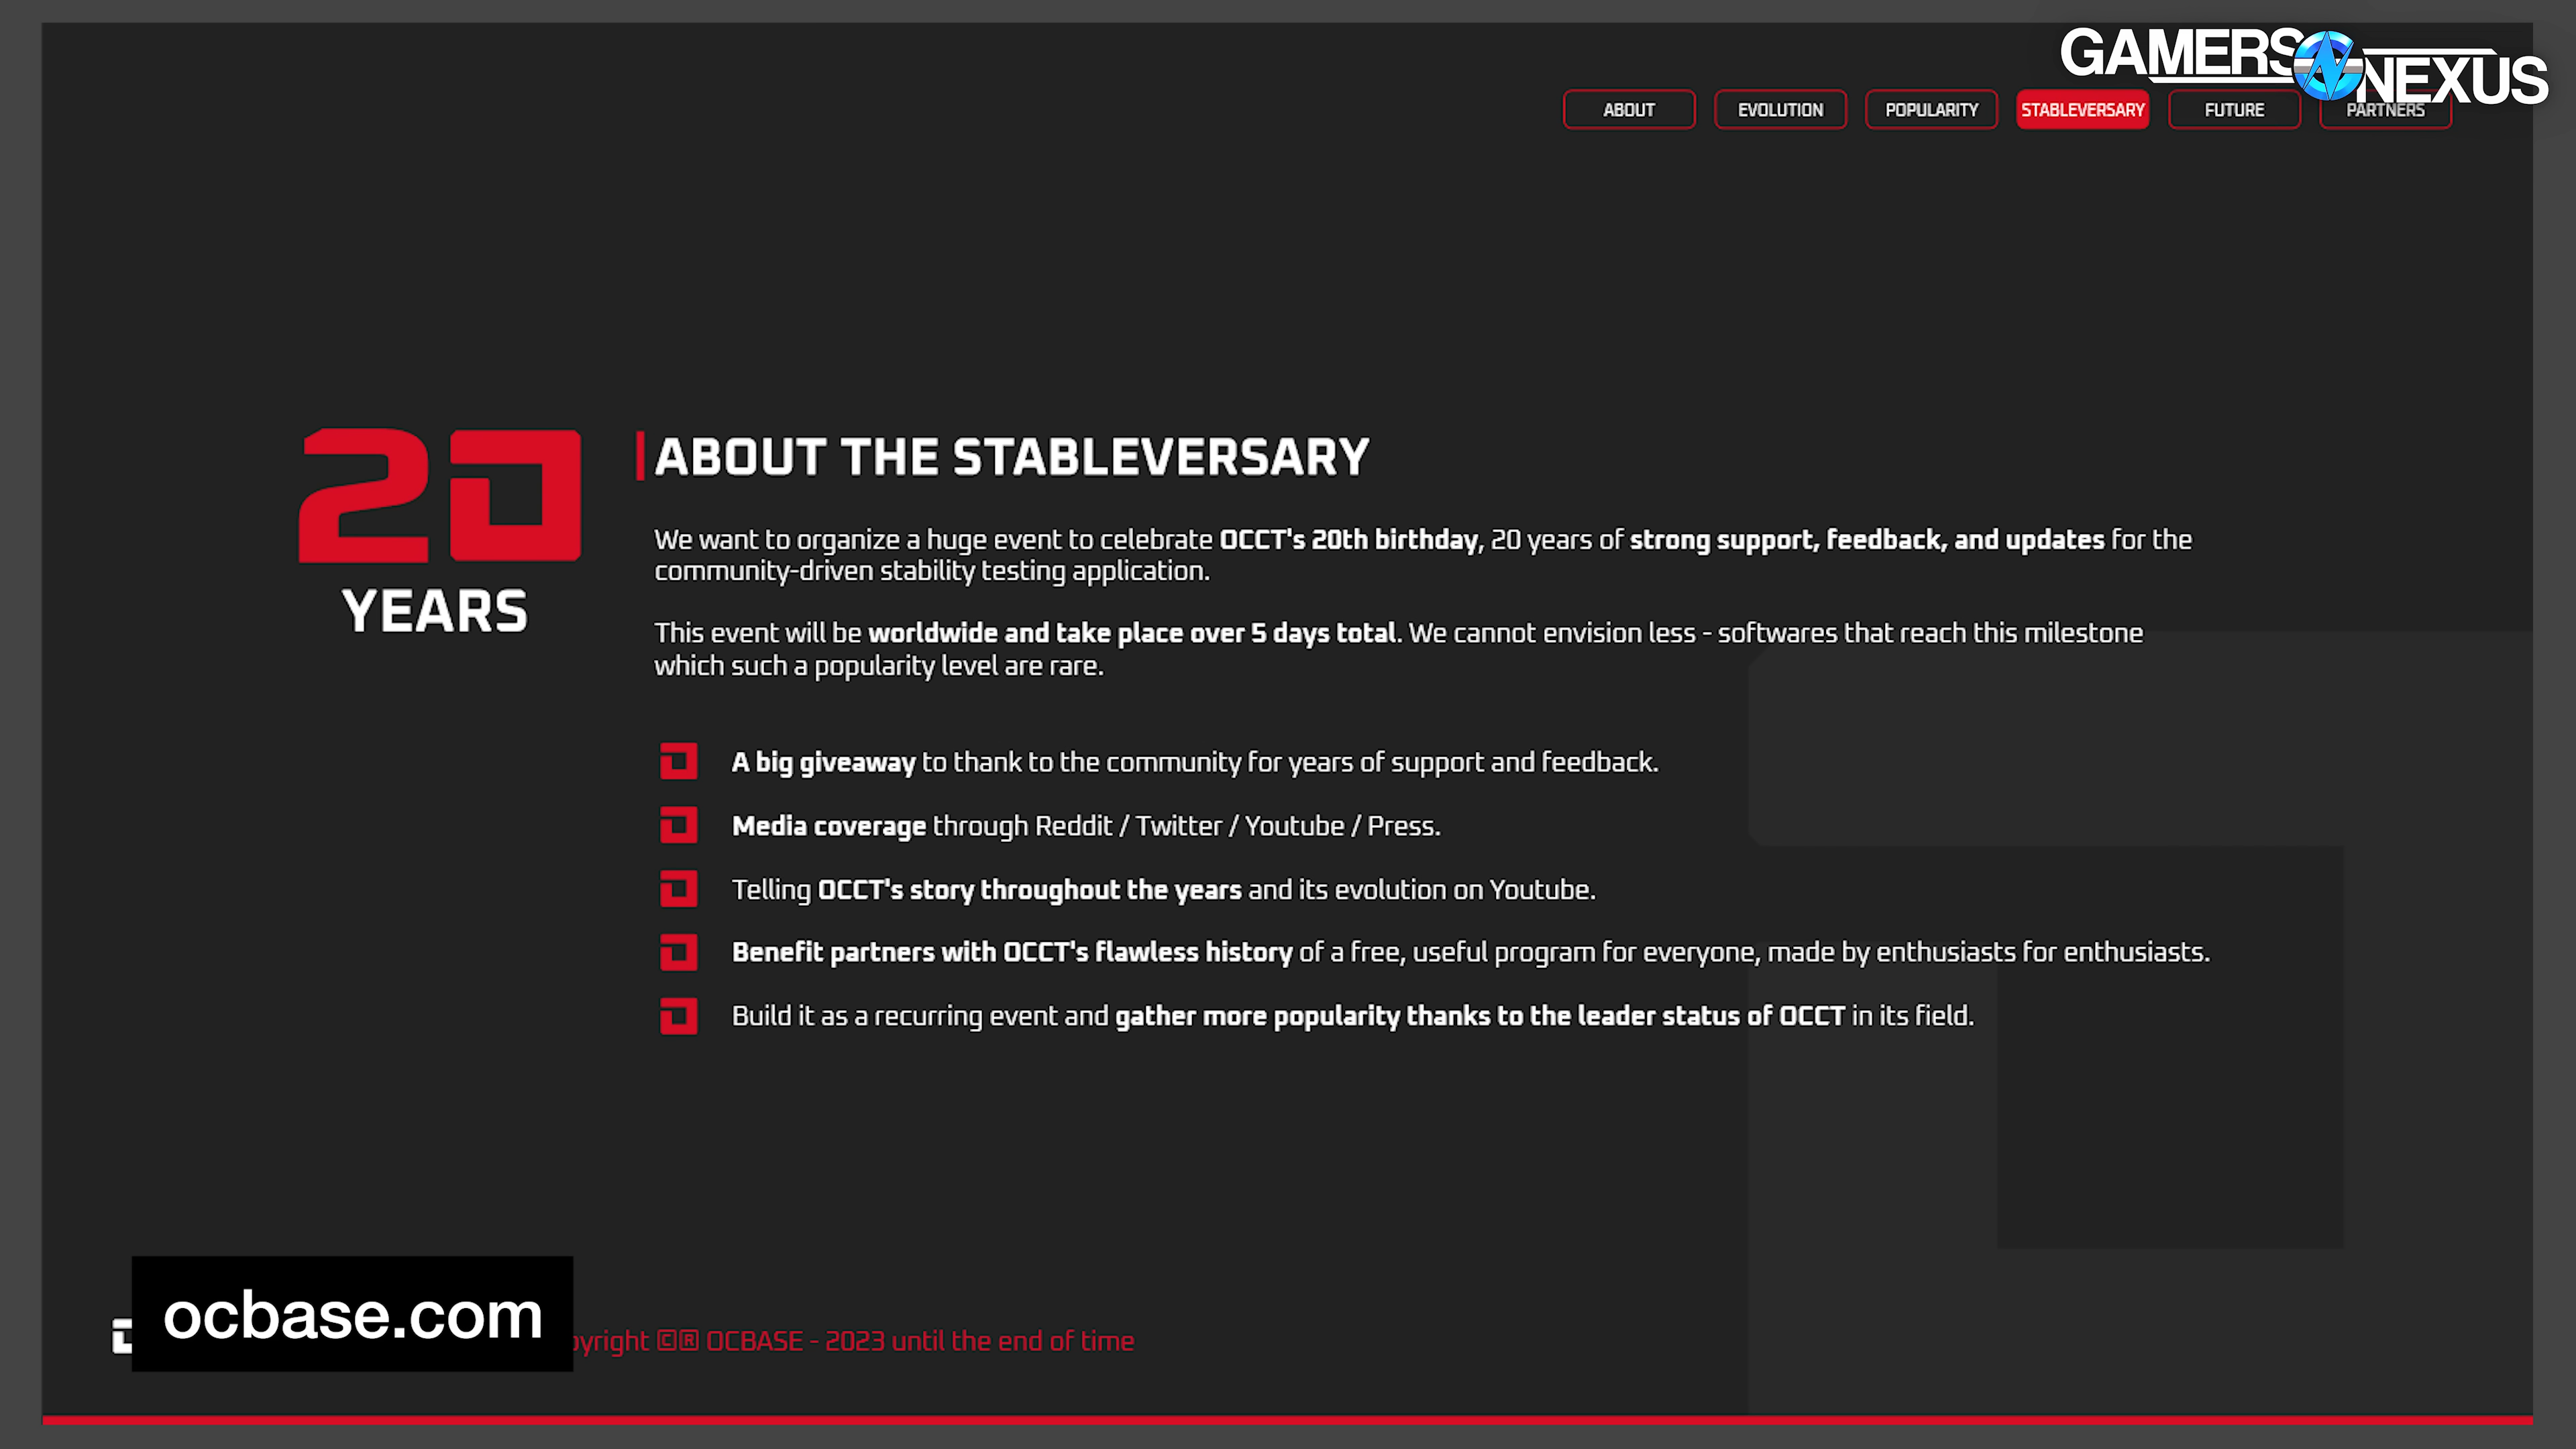 GAMERS NEXUS
ABOUT
EVOLUTION
POPULARITY
STABLEVERSARY
FUTURE
PARTNERS
20
YEARS
ABOUT THE STABLEVERSARY
We want to organize a huge event to celebrate OCCT's 20th birthday, 20 years of strong support, feedback, and updates for the
community-driven stability testing application.
This event will be worldwide and take place over 5 days total. We cannot envision less - softwares that reach this milestone
which such a popularity level are rare.
A big giveaway to thank to the community for years of support and feedback.
Media coverage through Reddit / Twitter / Youtube / Press.
Telling OCCT's story throughout the years and its evolution on Youtube.
Benefit partners with OCCT's flawless history of a free, useful program for everyone, made by enthusiasts for enthusiasts.
Build it as a recurring event and gather more popularity thanks to the leader status of OCCT in its field.
ocbase.com
©® OCBASE - 2023 until the end of time